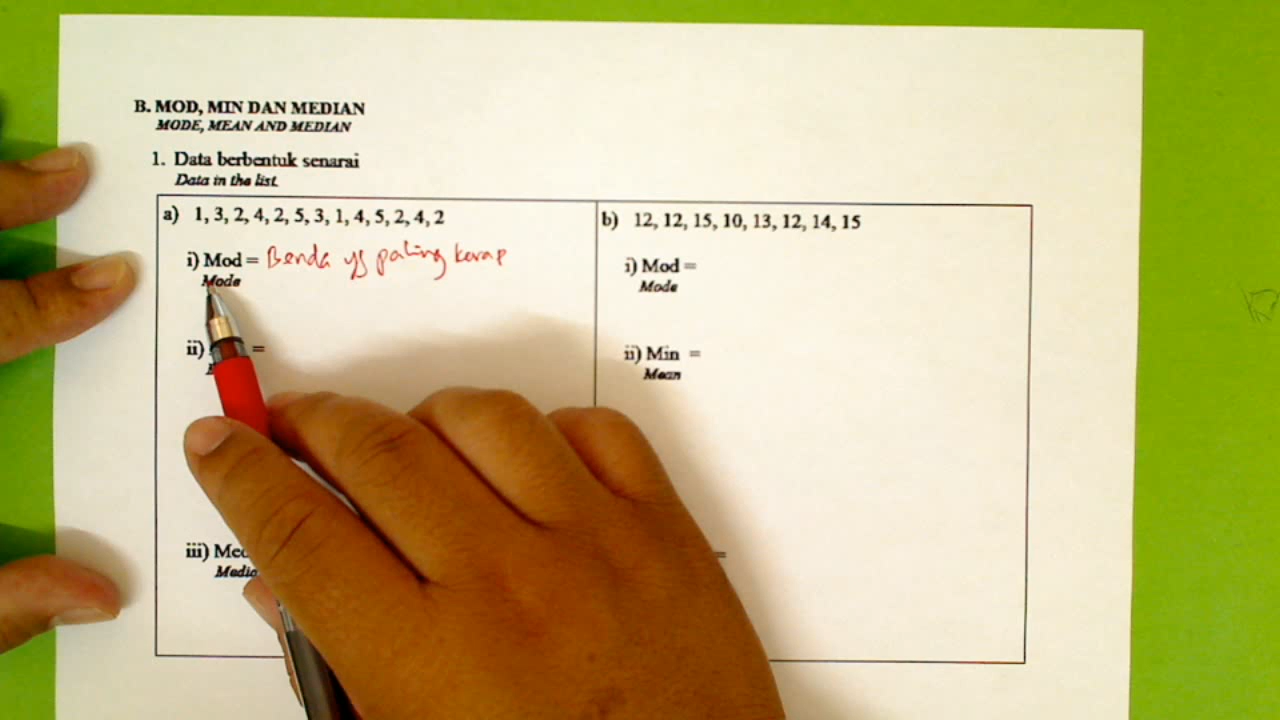 B. MOD, MIN DAN MEDIAN
MODE, MEAN AND MEDIAN
1. Data berbentuk senarai
Data in the list.
a) 1, 3, 2, 4, 2, 5, 3, 1, 4, 5, 2, 4, 2
i) Mod = Benda yg paling kerap
Mode
ii) =
iii)
b) 12, 12, 15, 10, 13, 12, 14, 15
i) Mod =
Mode
ii) Min =
Mean
=